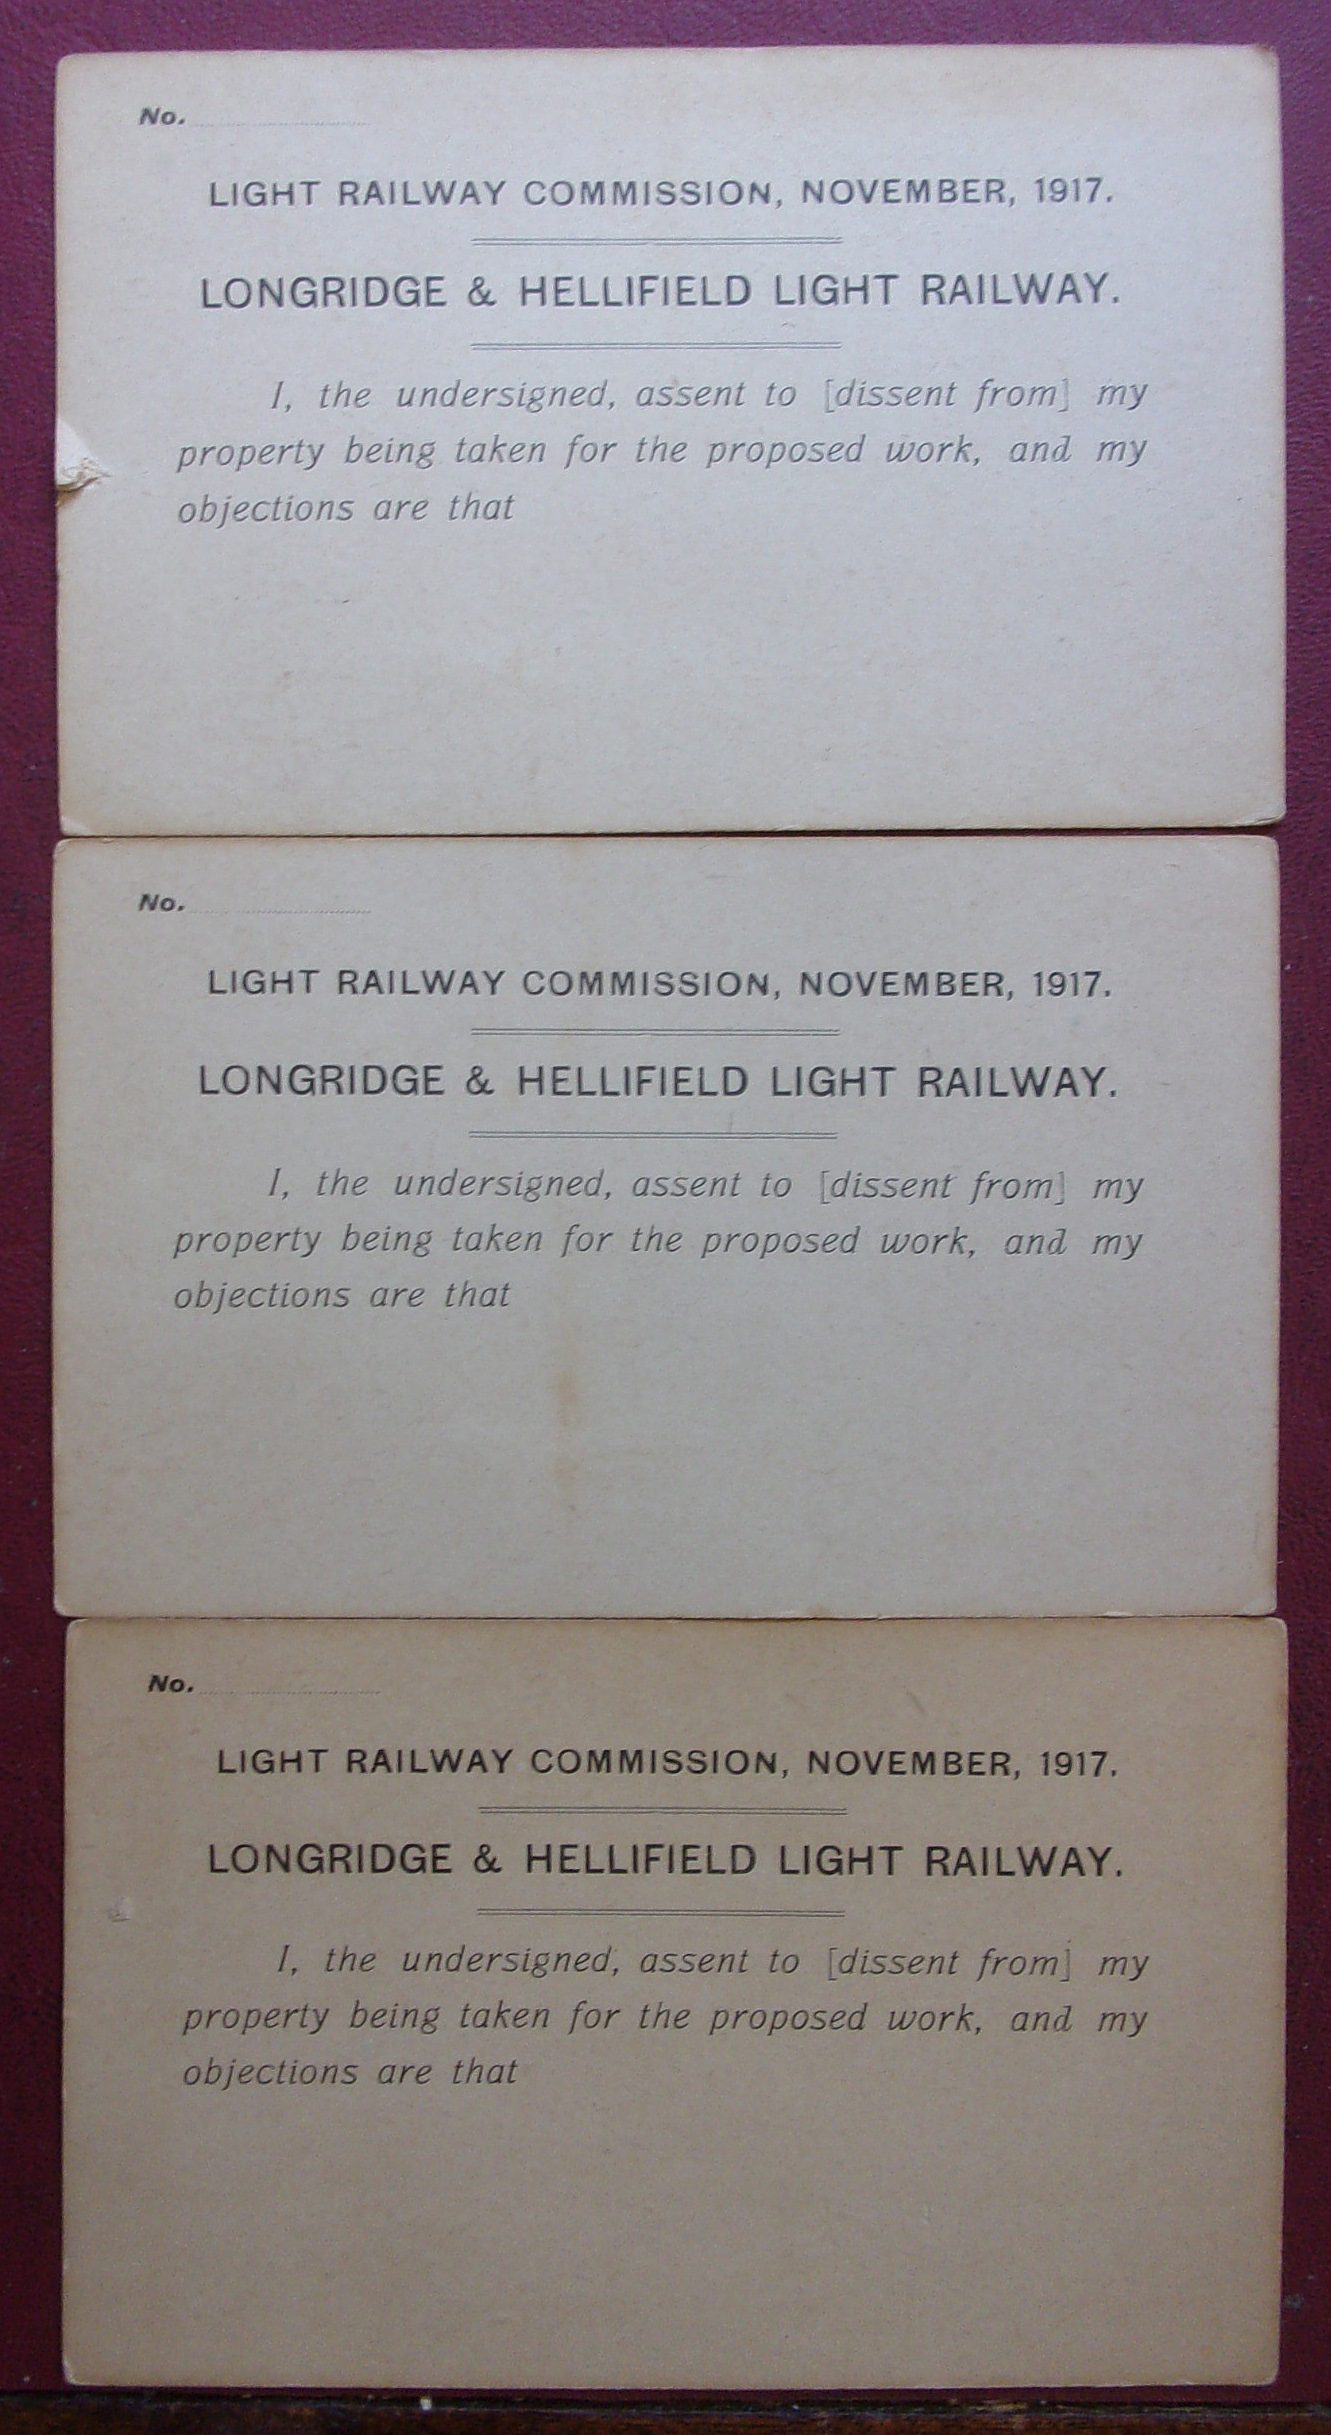 No.
LIGHT RAILWAY COMMISSION, NOVEMBER, 1917.
LONGRIDGE & HELLIFIELD LIGHT RAILWAY.
I, the undersigned, assent to [dissent from] my
property being taken for the proposed work, and my
objections are that
No.
LIGHT RAILWAY COMMISSION, NOVEMBER, 1917.
LONGRIDGE & HELLIFIELD LIGHT RAILWAY.
I, the undersigned, assent to [dissent from] my
property being taken for the proposed work, and my
objections are that
No.
LIGHT RAILWAY COMMISSION, NOVEMBER, 1917.
LONGRIDGE & HELLIFIELD LIGHT RAILWAY.
I, the undersigned, assent to [dissent from] my
property being taken for the proposed work, and my
objections are that